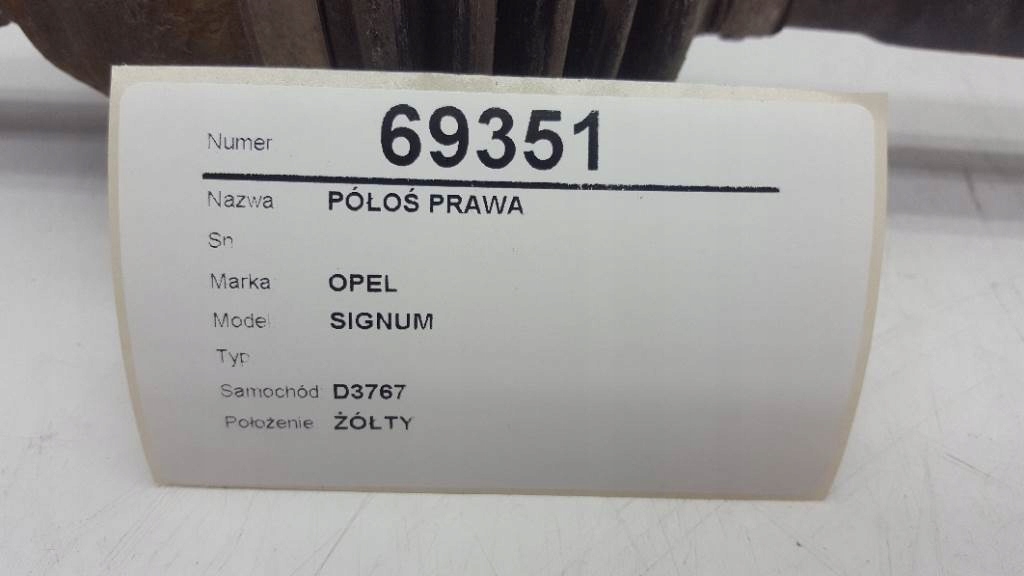 Numer 69351
Nazwa PÓŁOŚ PRAWA
Sn
Marka OPEL
Model SIGNUM
Typ
Samochód D3767
Położenie ŻÓŁTY